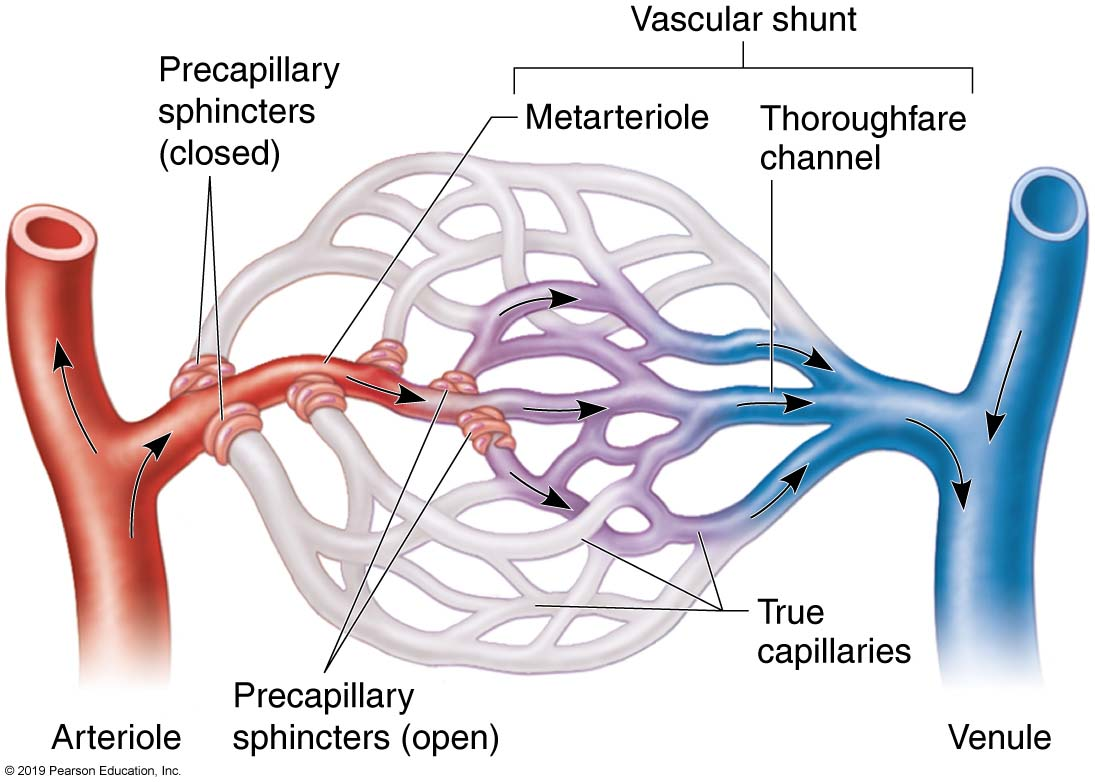 Vascular shunt
Precapillary
sphincters
(closed)
Metarteriole
Thoroughfare
channel
True
capillaries
Precapillary
sphincters (open)
Arteriole
Venule
© 2019 Pearson Education, Inc.